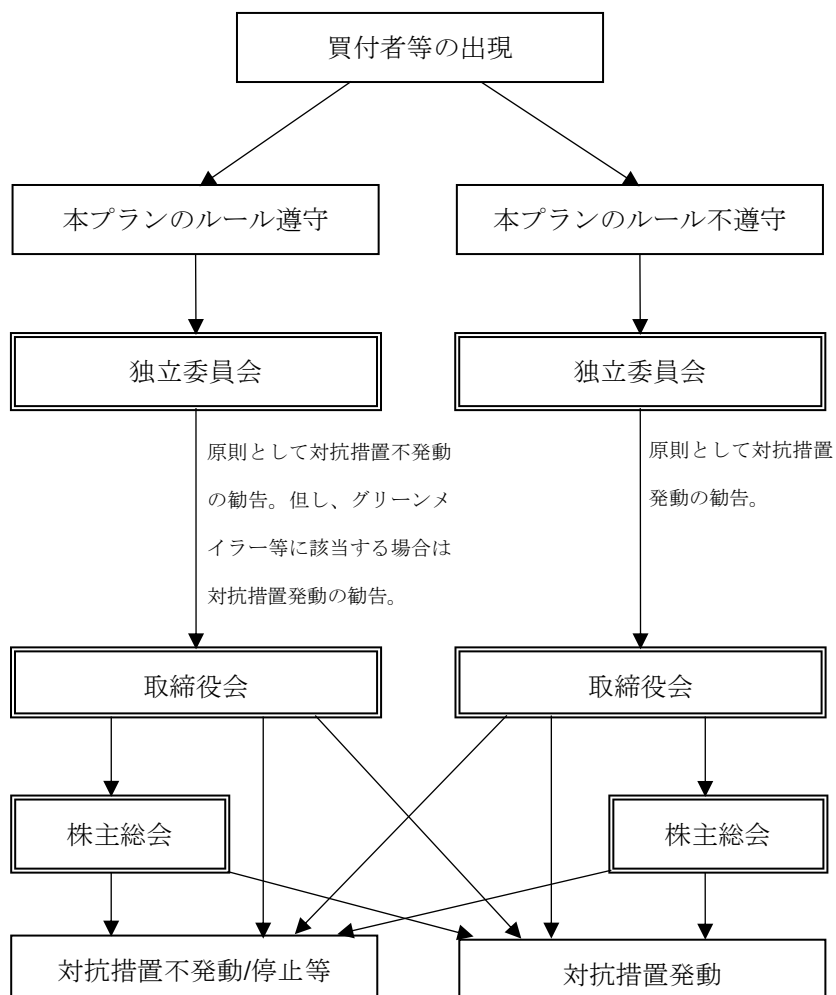 買付者等の出現
本プランのルール遵守
本プランのルール不遵守
独立委員会
独立委員会
原則として対抗措置不発動
の勧告。但し、グリーンメ
イラー等に該当する場合は
対抗措置発動の勧告。
原則として対抗措置
発動の勧告。
取締役会
取締役会
株主総会
株主総会
対抗措置不発動/停止等
対抗措置発動